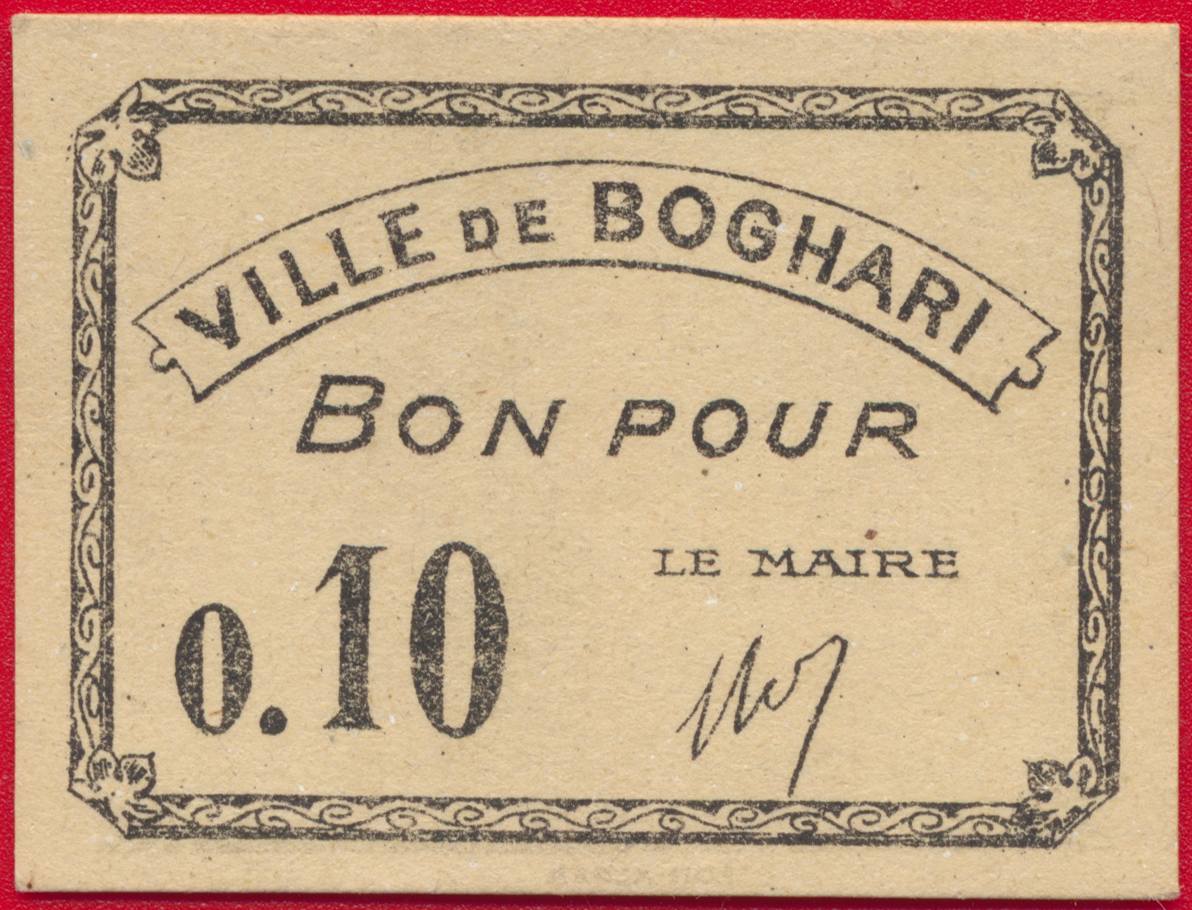 VILLE DE BOGHARI
BON POUR
LE MAIRE
0.10